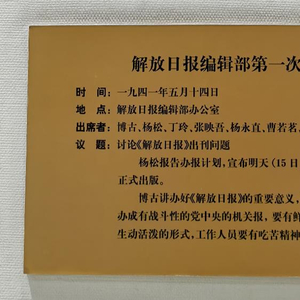 解放日报编辑部第一次
时 间：一九四一年五月十四日
地 点：解放日报编辑部办公室
出席者：博古、杨松、丁玲、张映吾、杨永直、曹若茗、
议 题：讨论《解放日报》出刊问题
杨松报告办报计划，宣布明天（15日
正式出版。
博古讲办好《解放日报》的重要意义，
办成有战斗性的党中央的机关报，要有鲜
生动活泼的形式，工作人员要有吃苦精神